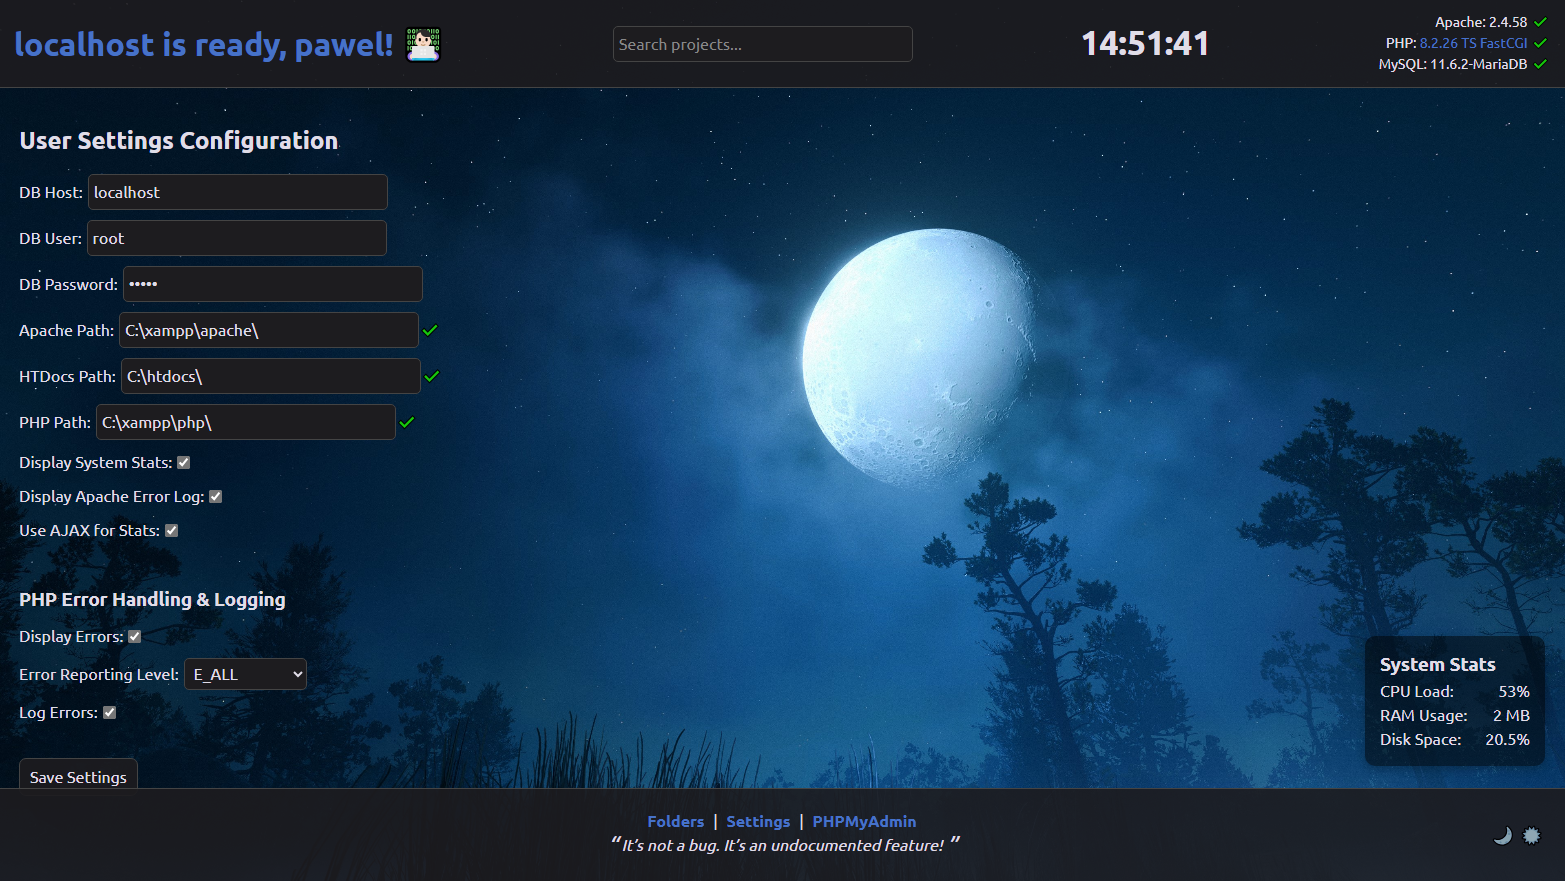 localhost is ready, pawel!
Search projects...
14:51:41
Apache: 2.4.58
PHP: 8.2.26 TS FastCGI
MySQL: 11.6.2-MariaDB
User Settings Configuration
DB Host: localhost
DB User: root
DB Password: •••••
Apache Path: C:\xampp\apache\
HTDocs Path: C:\htdocs\
PHP Path: C:\xampp\php\
Display System Stats:
Display Apache Error Log:
Use AJAX for Stats:
PHP Error Handling & Logging
Display Errors:
Error Reporting Level: E_ALL
Log Errors:
Save Settings
System Stats
CPU Load: 53%
RAM Usage: 2 MB
Disk Space: 20.5%
Folders | Settings | PHPMyAdmin
“It’s not a bug. It’s an undocumented feature! ”